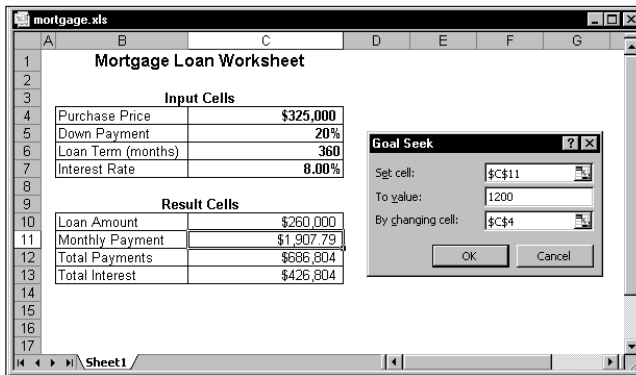 mortgage.xls
A B C D E F G
1 Mortgage Loan Worksheet
2
3 Input Cells
4 Purchase Price $325,000
5 Down Payment 20%
6 Loan Term (months) 360
7 Interest Rate 8.00%
8
9 Result Cells
10 Loan Amount $260,000
11 Monthly Payment $1,907.79
12 Total Payments $686,804
13 Total Interest $426,804
14
15
16
17
Sheet1
Goal Seek
Set cell: $C$11
To value: 1200
By changing cell: $C$4
OK Cancel